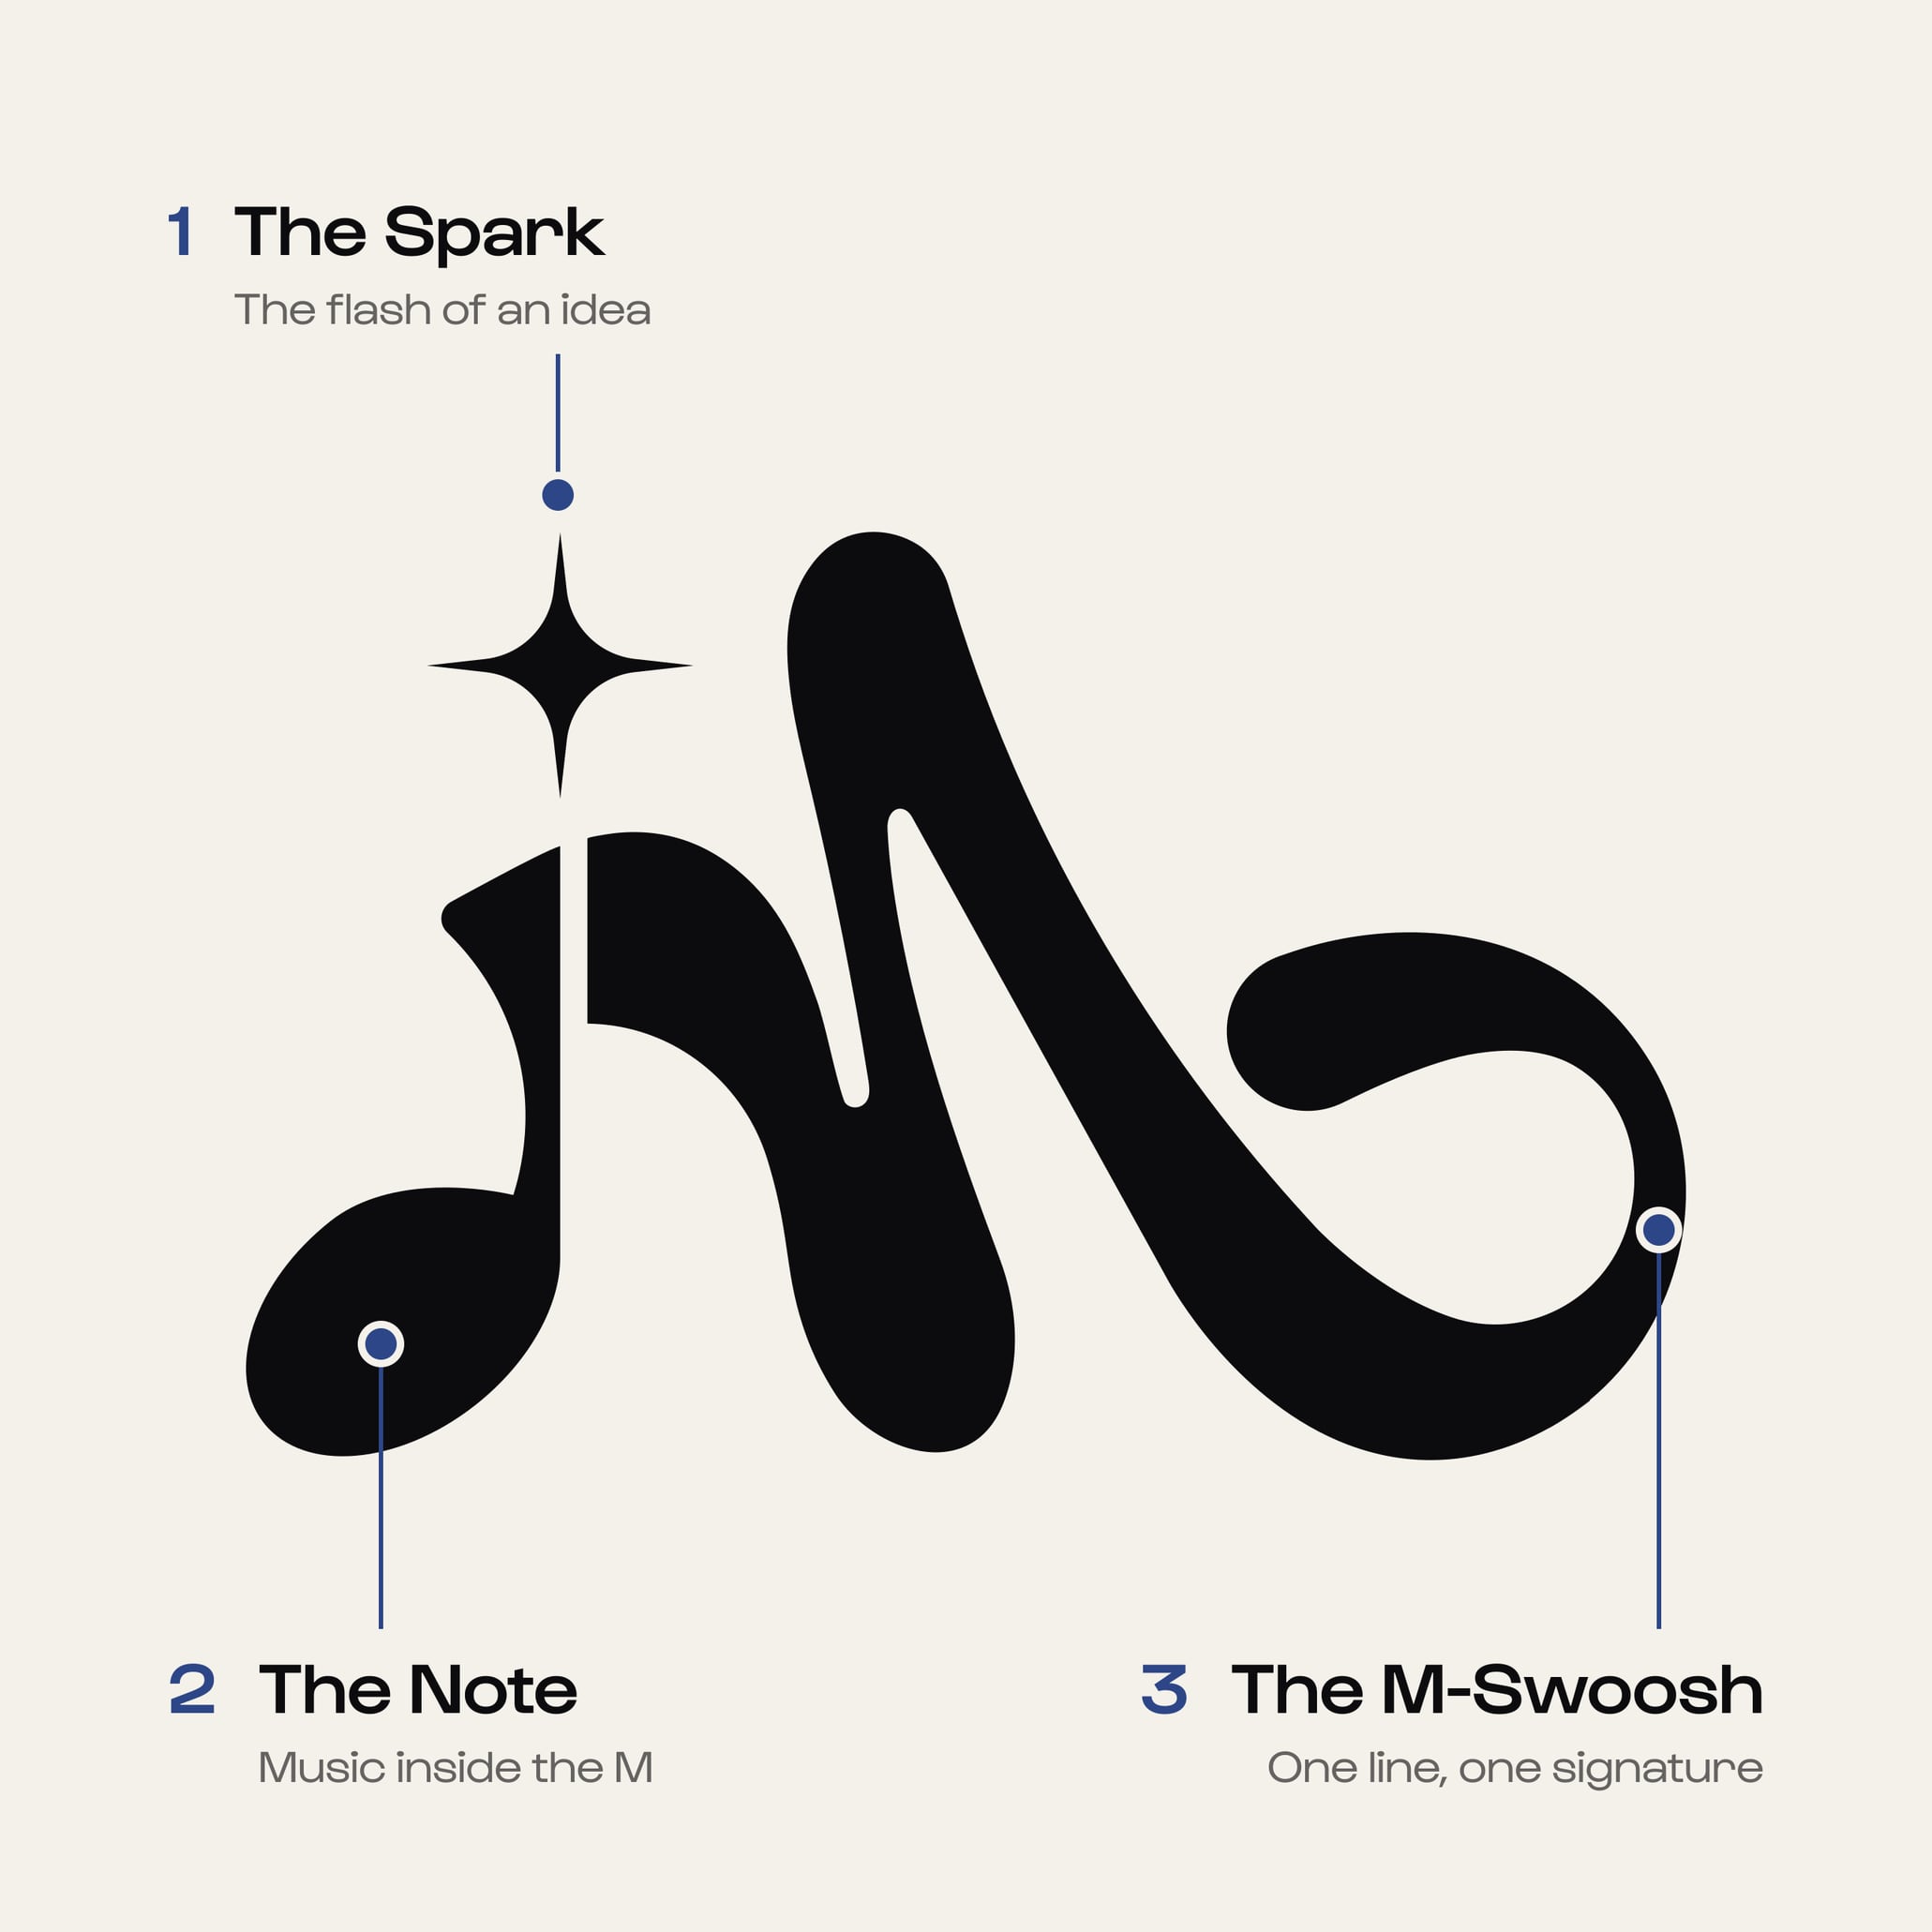 1 The Spark
The flash of an idea
2 The Note
Music inside the M
3 The M-Swoosh
One line, one signature